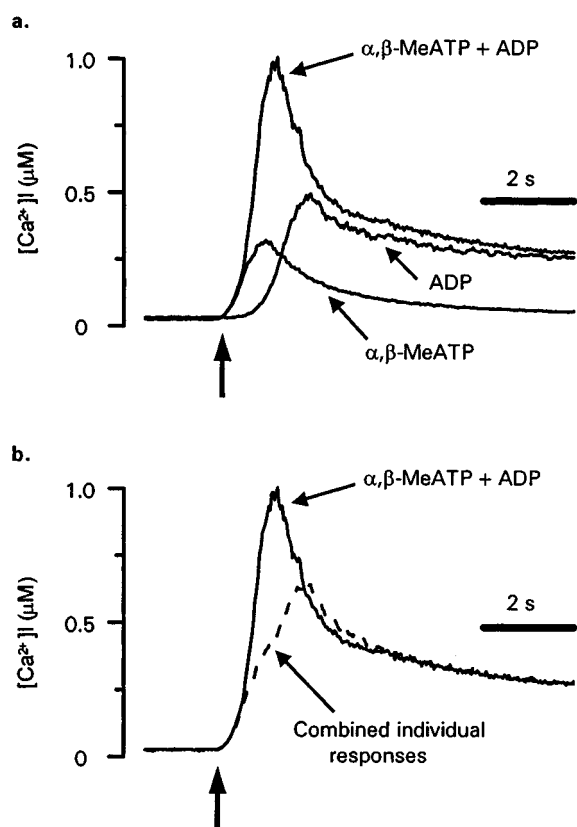 a.
α,β-MeATP + ADP
1.0
[Ca²⁺]I (μM)
0.5
2 s
ADP
α,β-MeATP
0
b.
α,β-MeATP + ADP
1.0
[Ca²⁺]I (μM)
0.5
2 s
Combined individual
responses
0